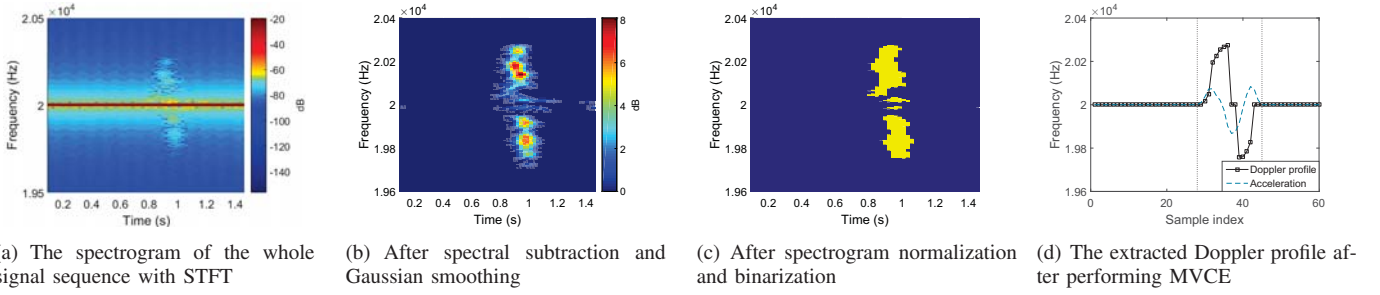 ×10⁴
2.05
2
1.95
Frequency (Hz)
0.2 0.4 0.6 0.8 1 1.2 1.4
Time (s)
-20
-40
-60
-80
-100
-120
-140
dB
×10⁴
2.04
2.02
2
1.98
1.96
Frequency (Hz)
0.2 0.4 0.6 0.8 1 1.2 1.4
Time (s)
8
6
4
2
0
dB
×10⁴
2.04
2.02
2
1.98
1.96
Frequency (Hz)
0.2 0.4 0.6 0.8 1 1.2 1.4
Time (s)
×10⁴
2.04
2.02
2
1.98
1.96
Frequency (Hz)
0 20 40 60
Sample index
Doppler profile
Acceleration
(a) The spectrogram of the whole
signal sequence with STFT
(b) After spectral subtraction and
Gaussian smoothing
(c) After spectrogram normalization
and binarization
(d) The extracted Doppler profile af-
ter performing MVCE